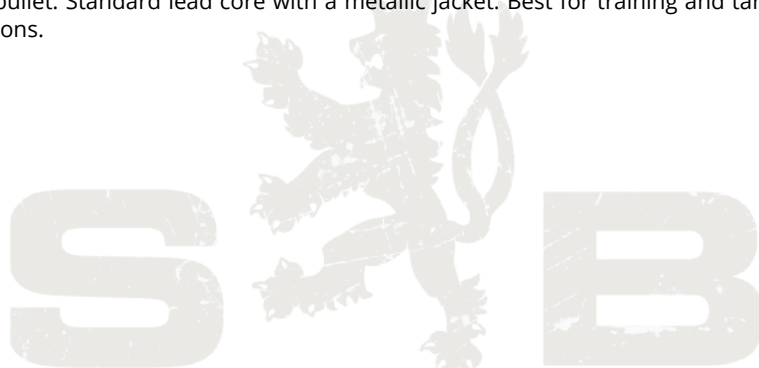 bullet. Standard lead core with a metallic jacket. Best for training and tar
ons.
S B